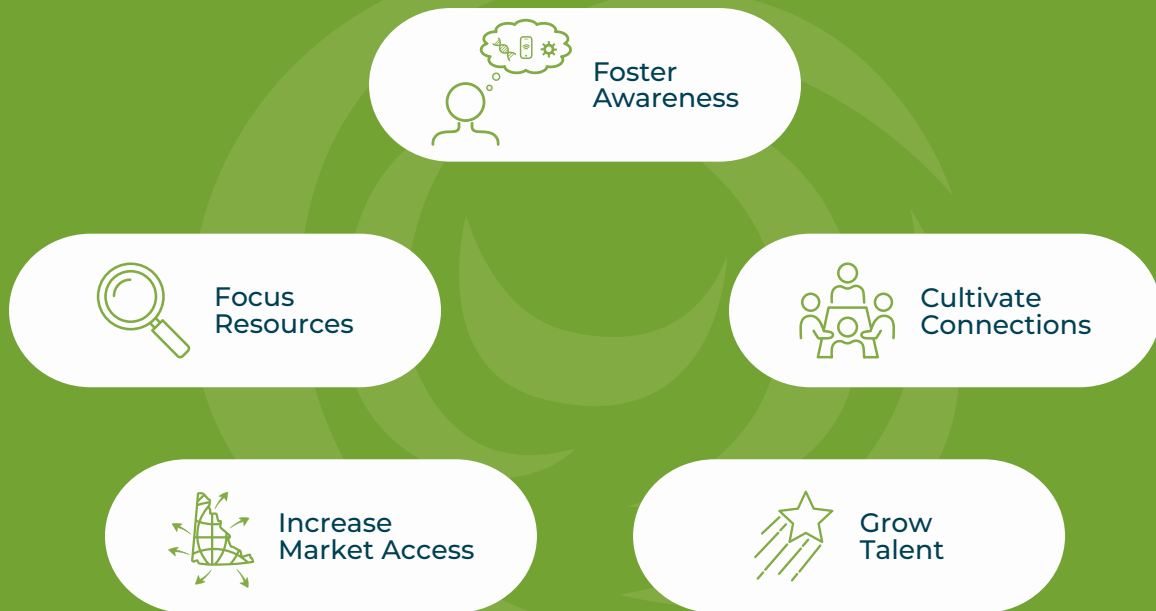 Foster
Awareness
Focus
Resources
Cultivate
Connections
Increase
Market Access
Grow
Talent